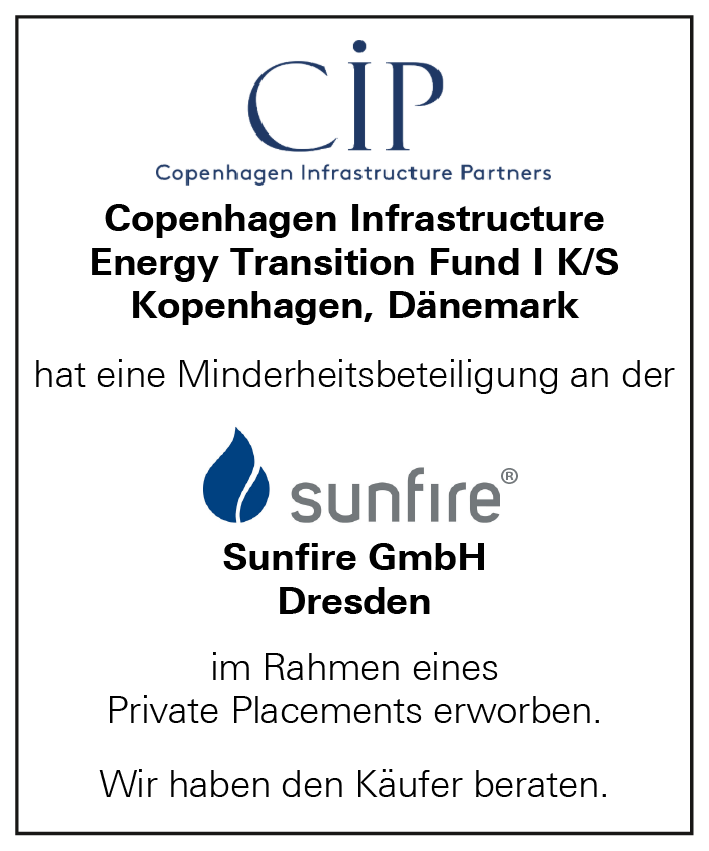 CIP
Copenhagen Infrastructure Partners
Copenhagen Infrastructure
Energy Transition Fund I K/S
Kopenhagen, Dänemark
hat eine Minderheitsbeteiligung an der
sunfire®
Sunfire GmbH
Dresden
im Rahmen eines
Private Placements erworben.
Wir haben den Käufer beraten.